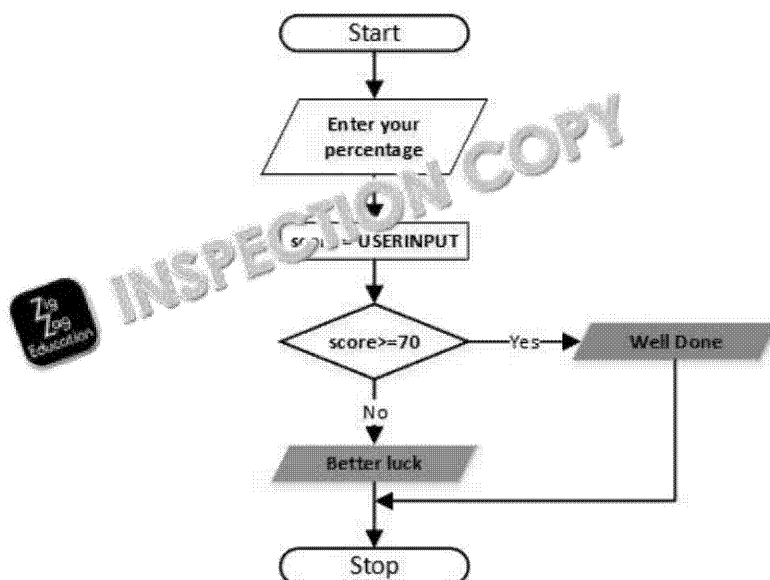 Start
Enter your
percentage
USERINPUT
INSPECTION COPY
Zig
Zag
Education
score>=70
Yes
Well Done
No
Better luck
Stop